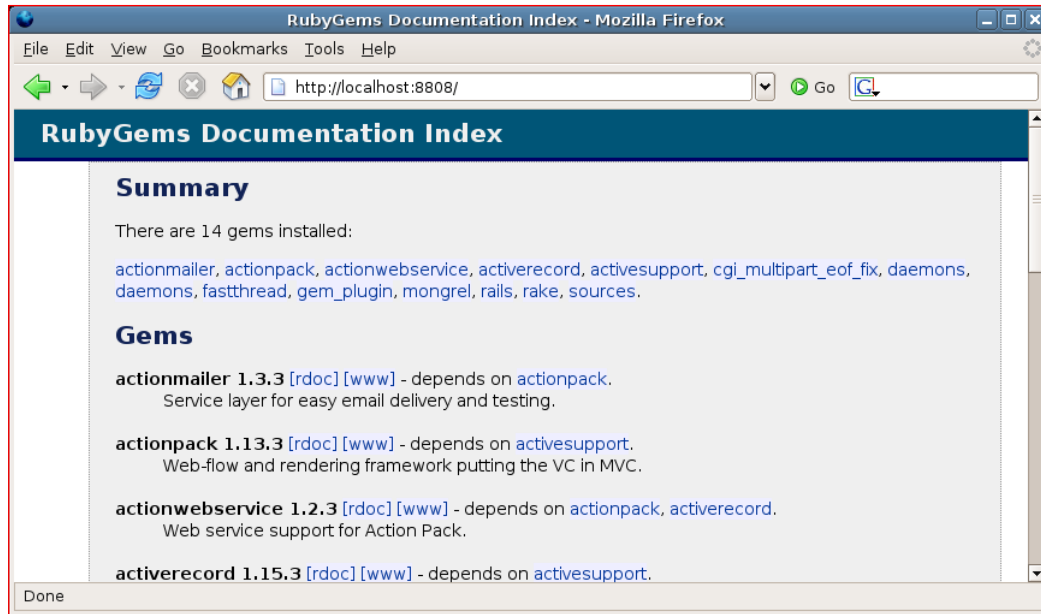 RubyGems Documentation Index - Mozilla Firefox
File Edit View Go Bookmarks Tools Help
http://localhost:8808/ Go G
RubyGems Documentation Index
Summary
There are 14 gems installed:
actionmailer, actionpack, actionwebservice, activerecord, activesupport, cgi_multipart_eof_fix, daemons,
daemons, fastthread, gem_plugin, mongrel, rails, rake, sources.
Gems
actionmailer 1.3.3 [rdoc] [www] - depends on actionpack.
Service layer for easy email delivery and testing.
actionpack 1.13.3 [rdoc] [www] - depends on activesupport.
Web-flow and rendering framework putting the VC in MVC.
actionwebservice 1.2.3 [rdoc] [www] - depends on actionpack, activerecord.
Web service support for Action Pack.
activerecord 1.15.3 [rdoc] [www] - depends on activesupport.
Done